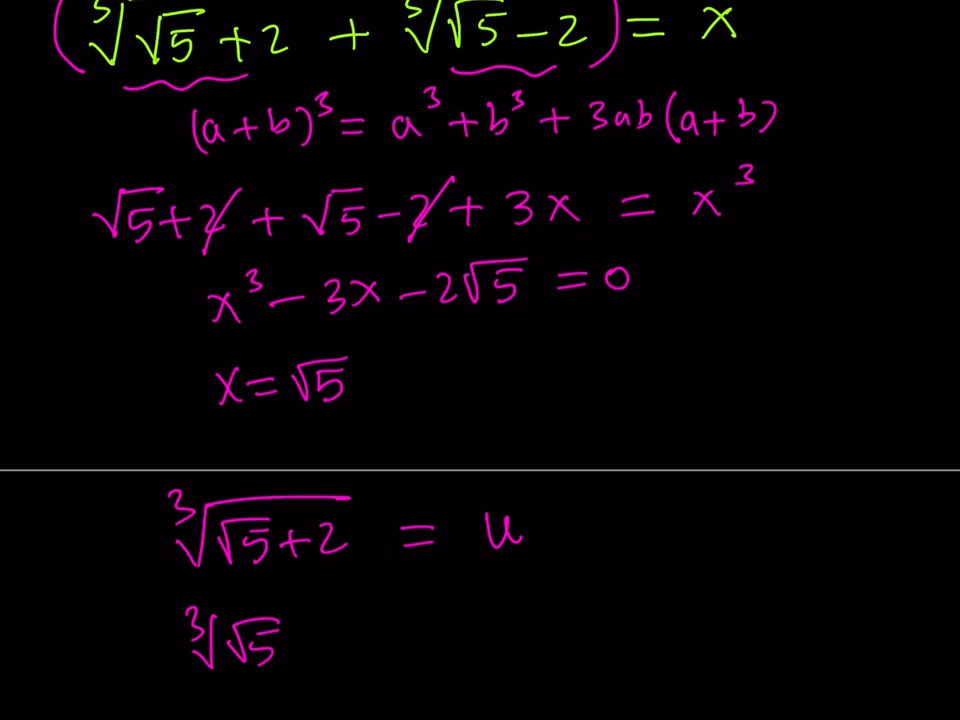 (∛(√5+2) + ∛(√5-2)) = x
(a+b)³ = a³ + b³ + 3ab(a+b)
√5+2 + √5-2 + 3x = x³
x³ - 3x - 2√5 = 0
x = √5
∛(√5+2) = u
∛√5